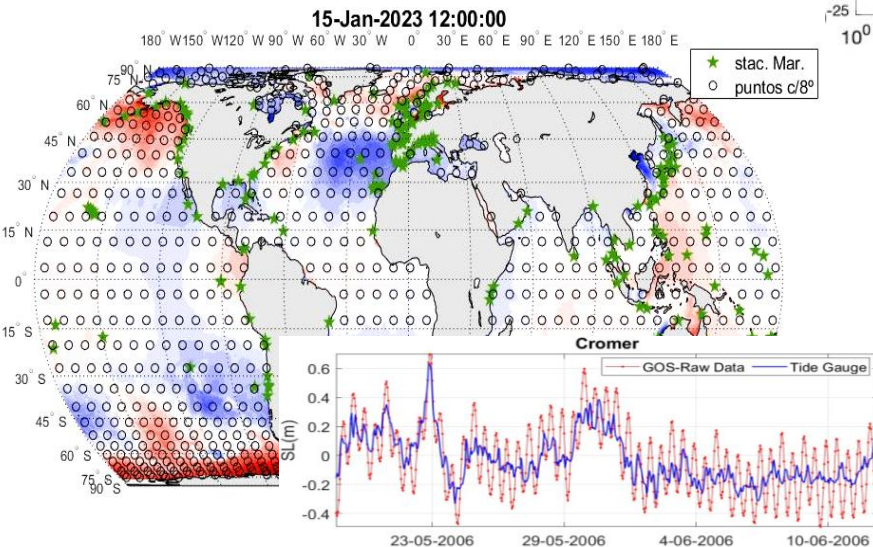 -25
10⁰
15-Jan-2023 12:00:00
180° W150° W120° W 90° W 60° W 30° W 0° 30° E 60° E 90° E 120° E 150° E 180° E
stac. Mar.
puntos c/8º
90° N
75° N
60° N
45° N
30° N
15° N
0°
15° S
30° S
45° S
60° S
75° S
90° S
Cromer
GOS-Raw Data
Tide Gauge
SL(m)
0.6
0.4
0.2
0
-0.2
-0.4
23-05-2006
29-05-2006
4-06-2006
10-06-2006